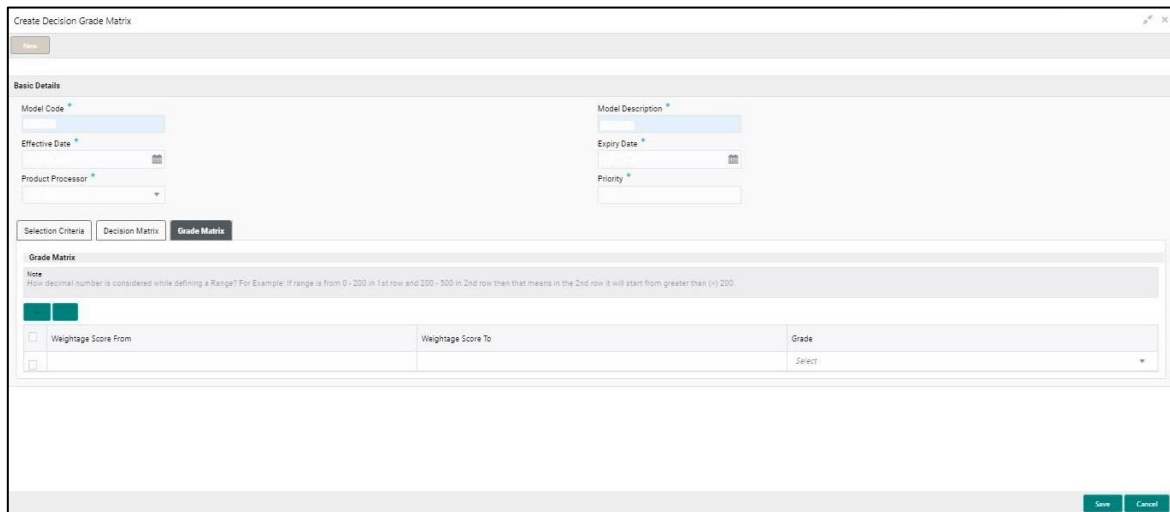 Create Decision Grade Matrix
New
Basic Details
Model Code *
Model Description *
Effective Date *
Expiry Date *
Product Processor *
Priority *
Selection Criteria Decision Matrix Grade Matrix
Grade Matrix
Note
How decimal number is considered while defining a Range? For Example: If range is from 0 - 200 in 1st row and 200 - 500 in 2nd row then that means in the 2nd row it will start from greater than (>) 200.
Weightage Score From Weightage Score To Grade
Select
Save Cancel